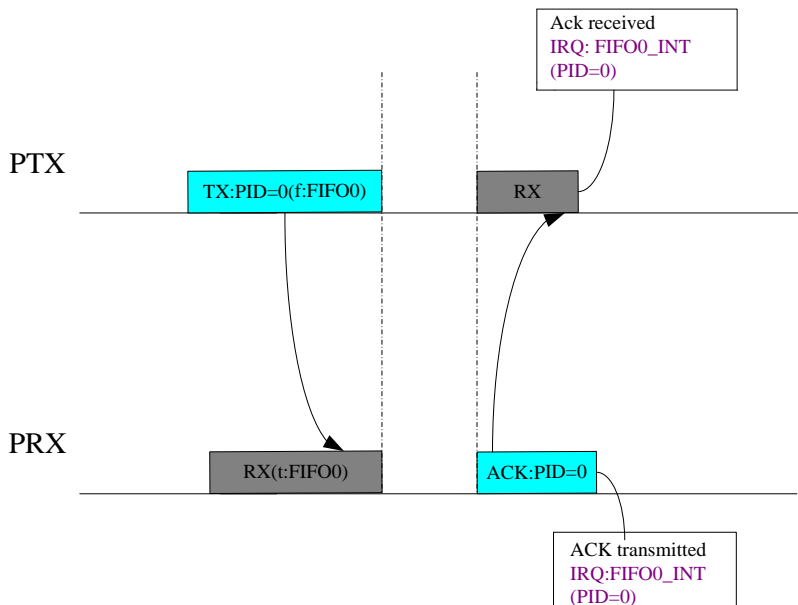 Ack received
IRQ: FIFO0_INT
(PID=0)
PTX
TX:PID=0(f:FIFO0)
RX
PRX
RX(t:FIFO0)
ACK:PID=0
ACK transmitted
IRQ:FIFO0_INT
(PID=0)